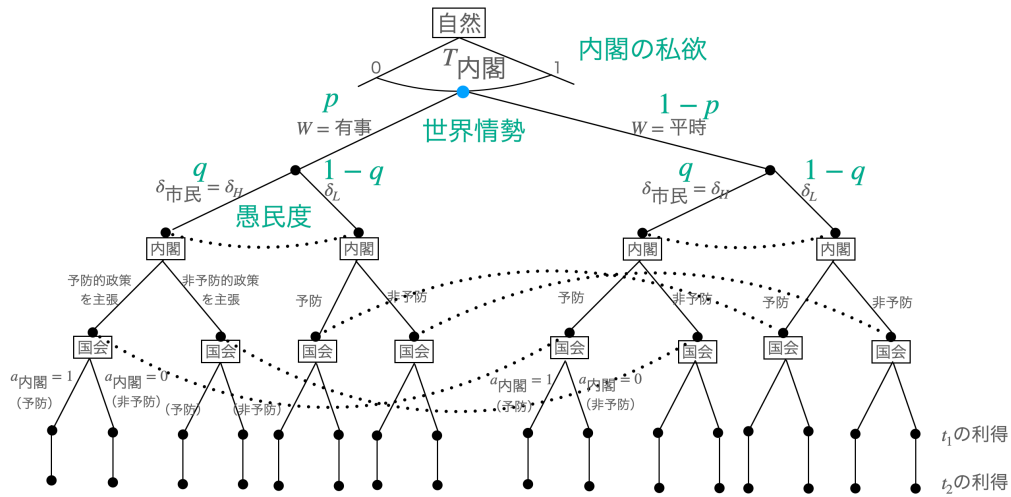 自然
内閣の私欲
0
T内閣
1
p
1 − p
W = 有事
世界情勢
W = 平時
q
1 − q
q
1 − q
δ市民 = δH
δL
δ市民 = δH
δL
愚民度
内閣
内閣
内閣
内閣
予防的政策
を主張
非予防的政策
を主張
予防
非予防
予防
非予防
予防
非予防
国会
国会
国会
国会
国会
国会
国会
国会
a内閣 = 1
(予防)
a内閣 = 0
(非予防)
(予防)
(非予防)
a内閣 = 1
(予防)
a内閣 = 0
(非予防)
t1の利得
t2の利得